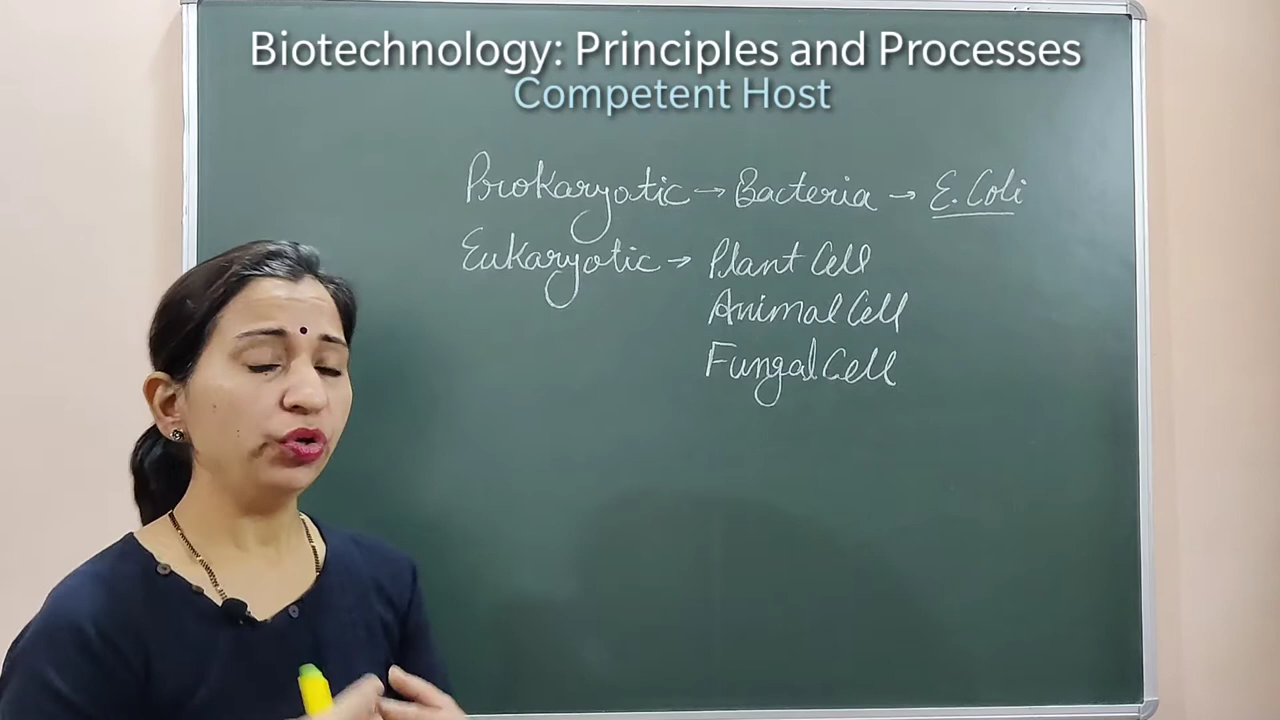 Biotechnology: Principles and Processes
Competent Host
Prokaryotic → Bacteria → E. Coli
Eukaryotic → Plant Cell
Animal Cell
Fungal Cell